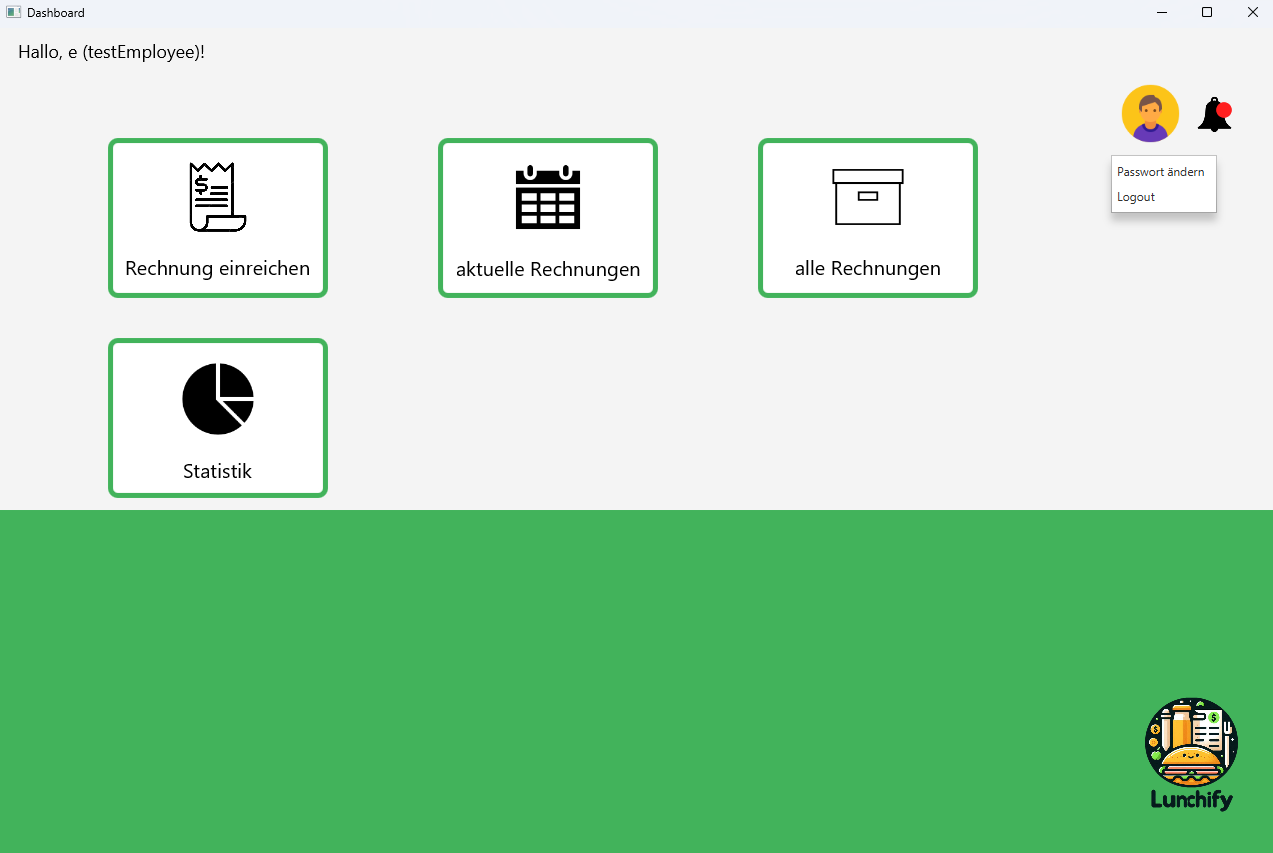 Dashboard
Hallo, e (testEmployee)!
Passwort ändern
Logout
Rechnung einreichen
aktuelle Rechnungen
alle Rechnungen
Statistik
Lunchify